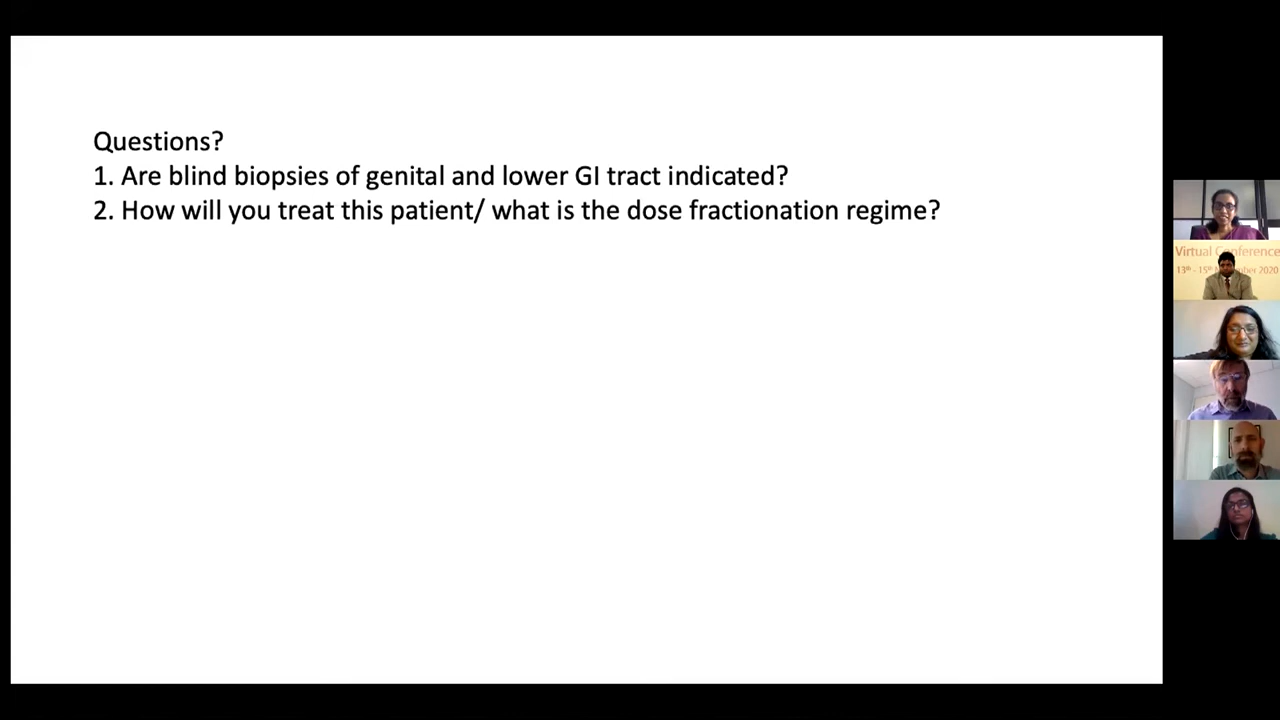 Questions?
1. Are blind biopsies of genital and lower GI tract indicated?
2. How will you treat this patient/ what is the dose fractionation regime?
Virtual Conference
13th - 15th November 2020